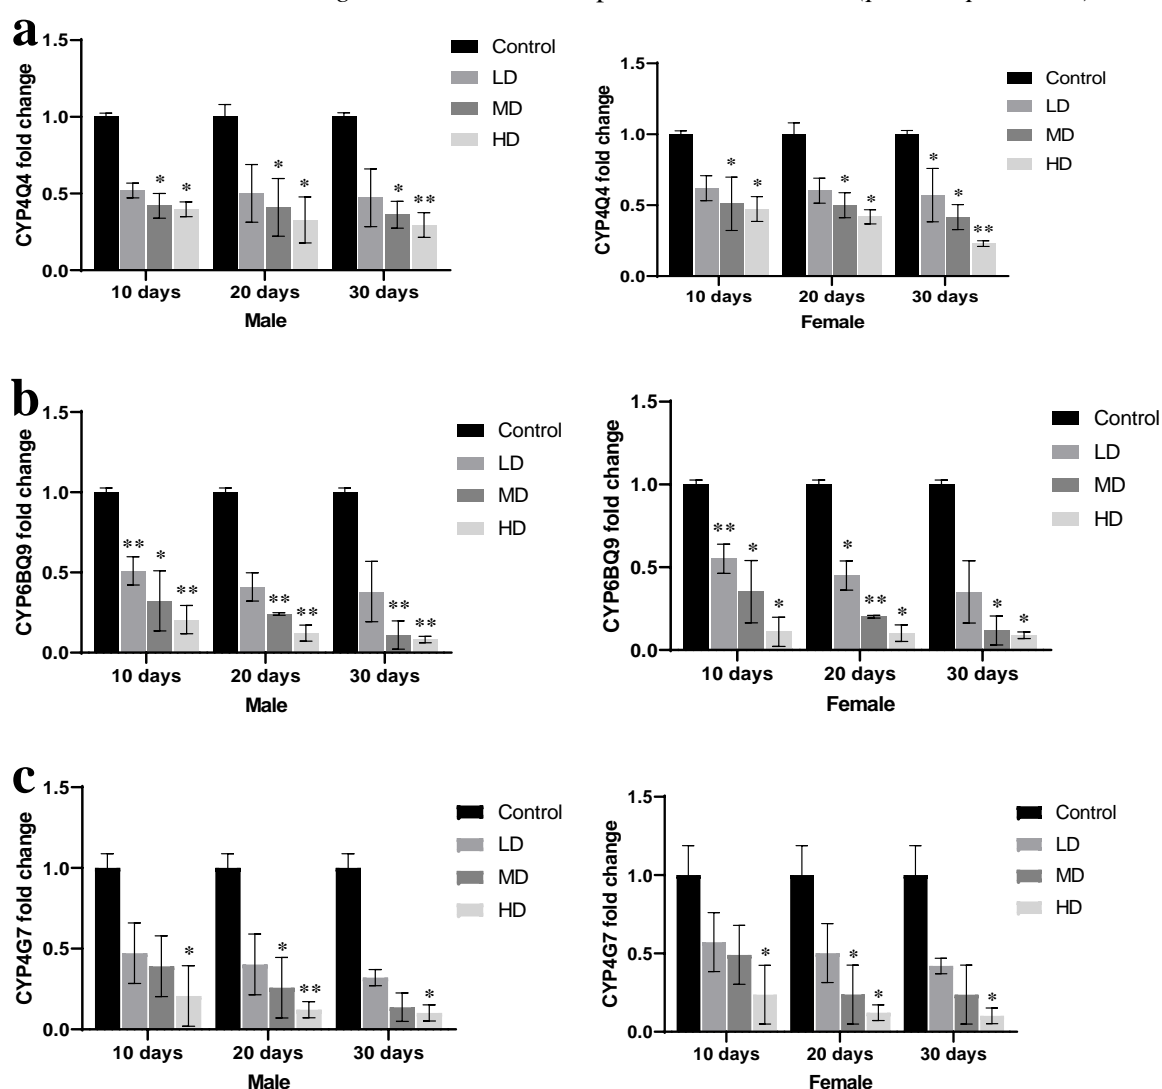 a
1.5
1.0
0.5
0.0
CYP4Q4 fold change
* * * * * **
10 days 20 days 30 days
Male
Control
LD
MD
HD
1.5
1.0
0.5
0.0
CYP4Q4 fold change
* * * * * * **
10 days 20 days 30 days
Female
Control
LD
MD
HD
b
1.5
1.0
0.5
0.0
CYP6BQ9 fold change
** * ** ** ** ** **
10 days 20 days 30 days
Male
Control
LD
MD
HD
1.5
1.0
0.5
0.0
CYP6BQ9 fold change
** * * * ** * * *
10 days 20 days 30 days
Female
Control
LD
MD
HD
c
1.5
1.0
0.5
0.0
CYP4G7 fold change
* * ** *
10 days 20 days 30 days
Male
Control
LD
MD
HD
1.5
1.0
0.5
0.0
CYP4G7 fold change
* * * *
10 days 20 days 30 days
Female
Control
LD
MD
HD